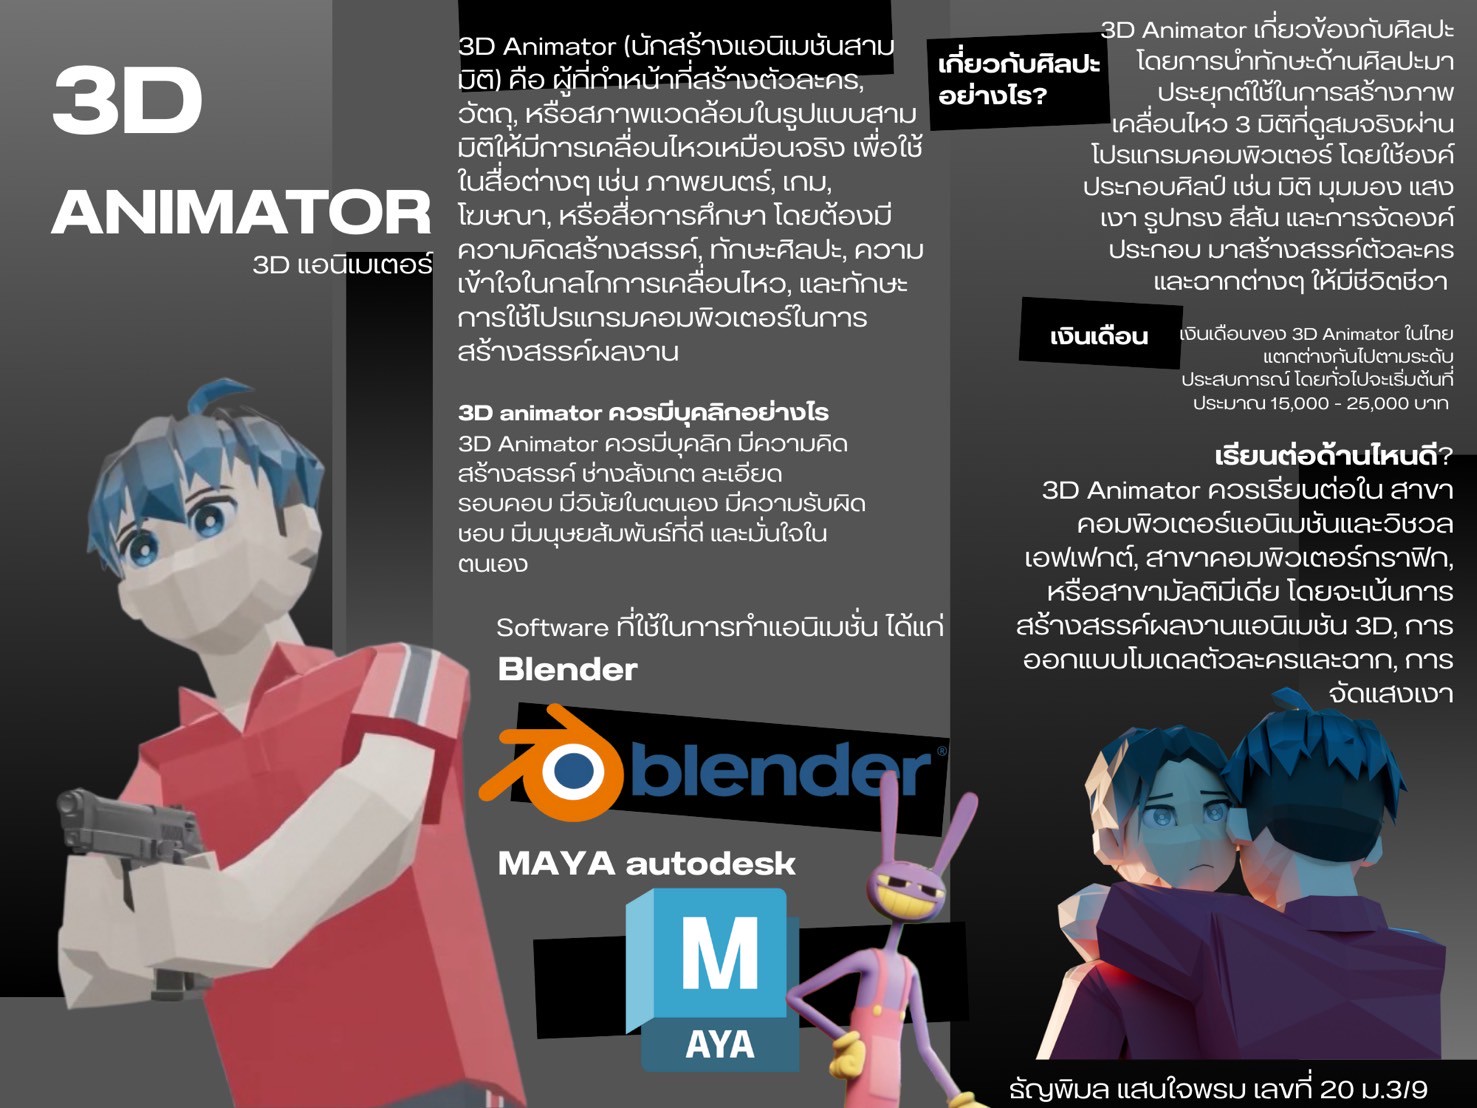 3D
ANIMATOR
3D แอนิเมเตอร์
3D Animator (นักสร้างแอนิเมชันสาม
มิติ) คือ ผู้ที่ทำหน้าที่สร้างตัวละคร,
วัตถุ, หรือสภาพแวดล้อมในรูปแบบสาม
มิติให้มีการเคลื่อนไหวเหมือนจริง เพื่อใช้
ในสื่อต่างๆ เช่น ภาพยนตร์, เกม,
โฆษณา, หรือสื่อการศึกษา โดยต้องมี
ความคิดสร้างสรรค์, ทักษะศิลปะ, ความ
เข้าใจในกลไกการเคลื่อนไหว, และทักษะ
การใช้โปรแกรมคอมพิวเตอร์ในการ
สร้างสรรค์ผลงาน
3D animator ควรมีบุคลิกอย่างไร
3D Animator ควรมีบุคลิก มีความคิด
สร้างสรรค์ ช่างสังเกต ละเอียด
รอบคอบ มีวินัยในตนเอง มีความรับผิด
ชอบ มีมนุษยสัมพันธ์ที่ดี และมั่นใจใน
ตนเอง
Software ที่ใช้ในการทำแอนิเมชั่น ได้แก่
Blender
blender®
MAYA autodesk
M
AYA
เกี่ยวกับศิลปะ
อย่างไร?
3D Animator เกี่ยวข้องกับศิลปะ
โดยการนำทักษะด้านศิลปะมา
ประยุกต์ใช้ในการสร้างภาพ
เคลื่อนไหว 3 มิติที่ดูสมจริงผ่าน
โปรแกรมคอมพิวเตอร์ โดยใช้องค์
ประกอบศิลป์ เช่น มิติ มุมมอง แสง
เงา รูปทรง สีสัน และการจัดองค์
ประกอบ มาสร้างสรรค์ตัวละคร
และฉากต่างๆ ให้มีชีวิตชีวา
เงินเดือน
เงินเดือนของ 3D Animator ในไทย
แตกต่างกันไปตามระดับ
ประสบการณ์ โดยทั่วไปจะเริ่มต้นที่
ประมาณ 15,000 - 25,000 บาท
เรียนต่อด้านไหนดี?
3D Animator ควรเรียนต่อใน สาขา
คอมพิวเตอร์แอนิเมชันและวิชวล
เอฟเฟกต์, สาขาคอมพิวเตอร์กราฟิก,
หรือสาขามัลติมีเดีย โดยจะเน้นการ
สร้างสรรค์ผลงานแอนิเมชัน 3D, การ
ออกแบบโมเดลตัวละครและฉาก, การ
จัดแสงเงา
ธัญพิมล แสนใจพรม เลขที่ 20 ม.3/9